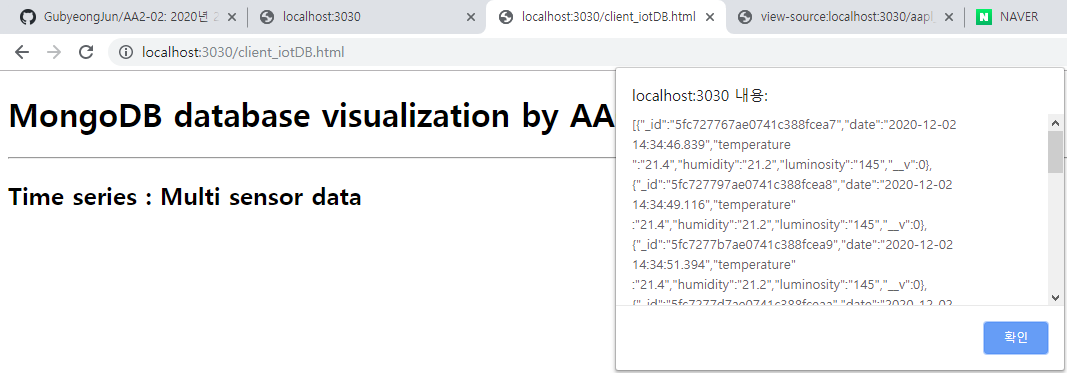 GubyeongJun/AA2-02: 2020년 2
localhost:3030
localhost:3030/client_iotDB.html
view-source:localhost:3030/aapl
NAVER
localhost:3030/client_iotDB.html
MongoDB database visualization by AA
Time series : Multi sensor data
localhost:3030 내용:
[{"_id":"5fc727767ae0741c388fcea7","date":"2020-12-02
14:34:46.839","temperature
":"21.4","humidity":"21.2","luminosity":"145","__v":0},
{"_id":"5fc727797ae0741c388fcea8","date":"2020-12-02
14:34:49.116","temperature"
:"21.4","humidity":"21.2","luminosity":"145","__v":0},
{"_id":"5fc7277b7ae0741c388fcea9","date":"2020-12-02
14:34:51.394","temperature"
:"21.4","humidity":"21.2","luminosity":"145","__v":0},
{"_id":"5fc7277d7ae0741c388fceaa","date":"2020-12-02
확인